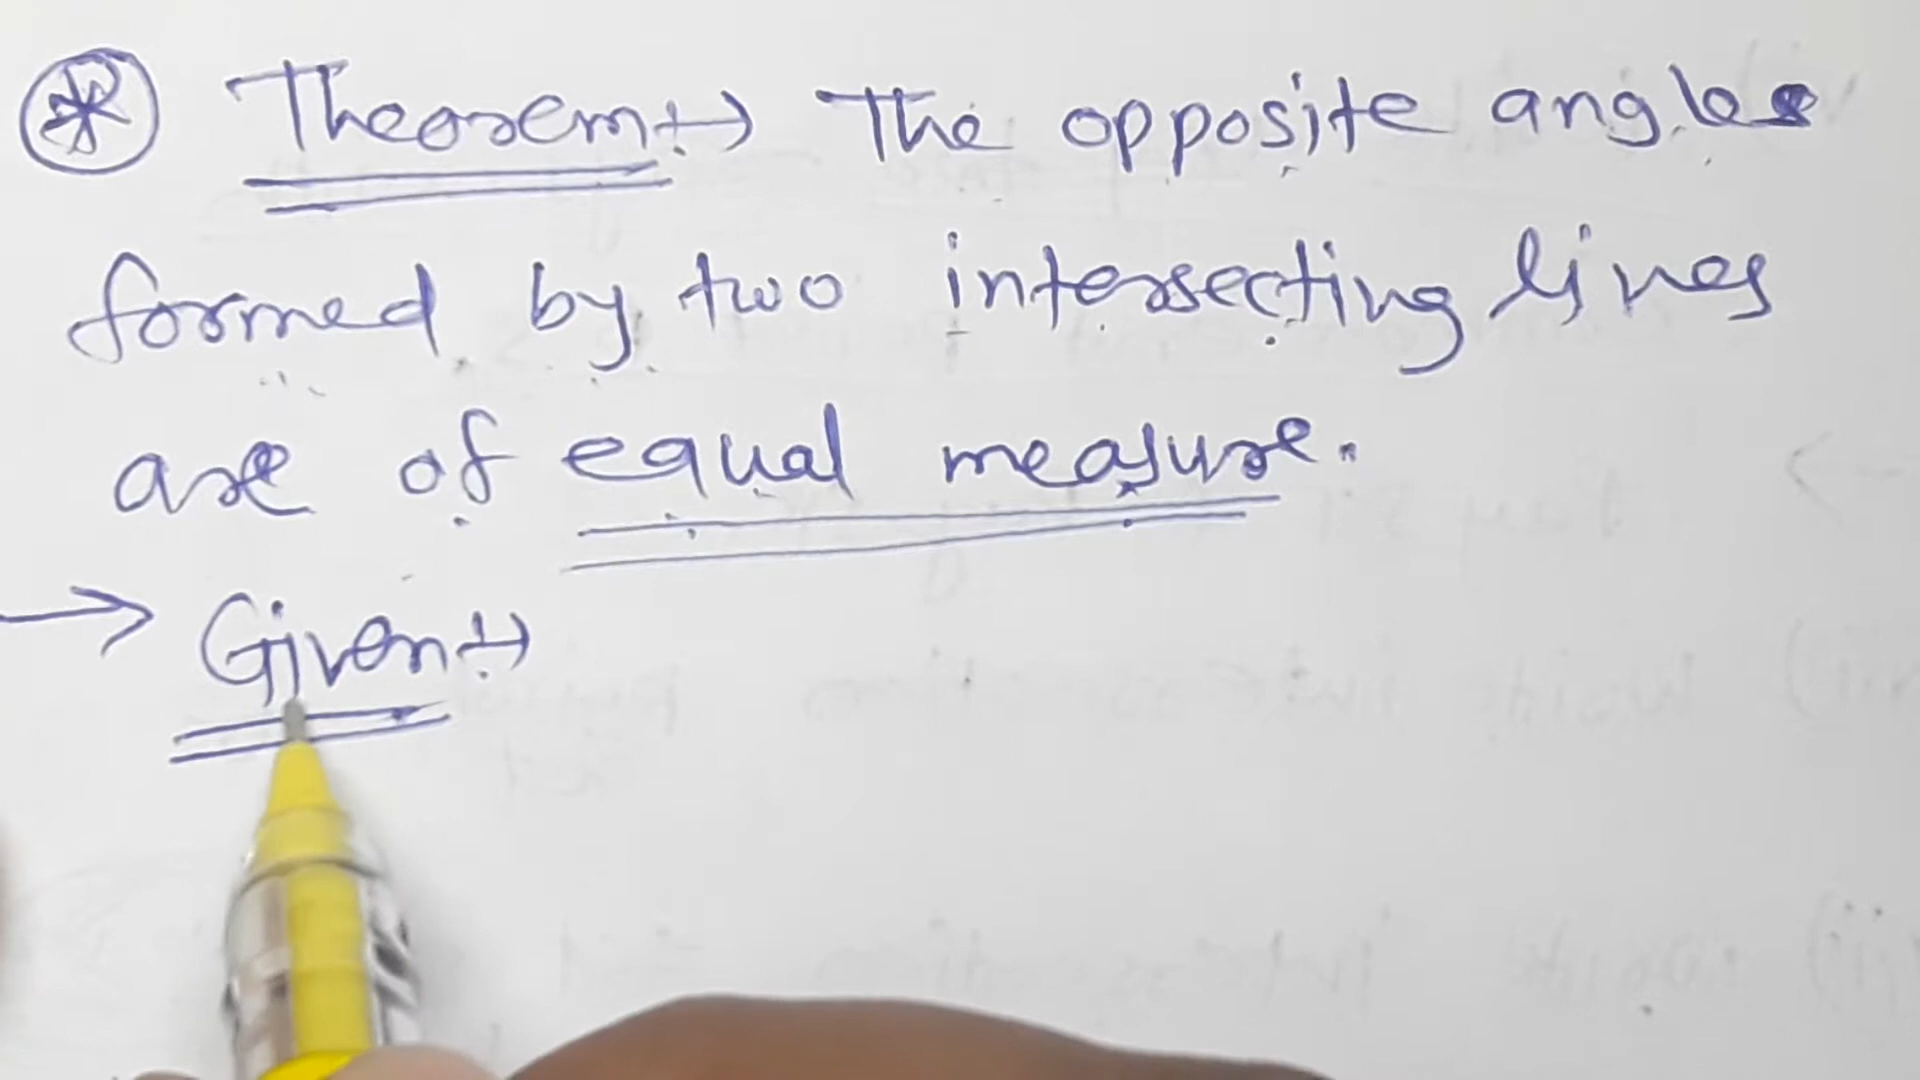 Theorem :→ The opposite angles
formed by two intersecting lines
are of equal measure.
→ Given :→